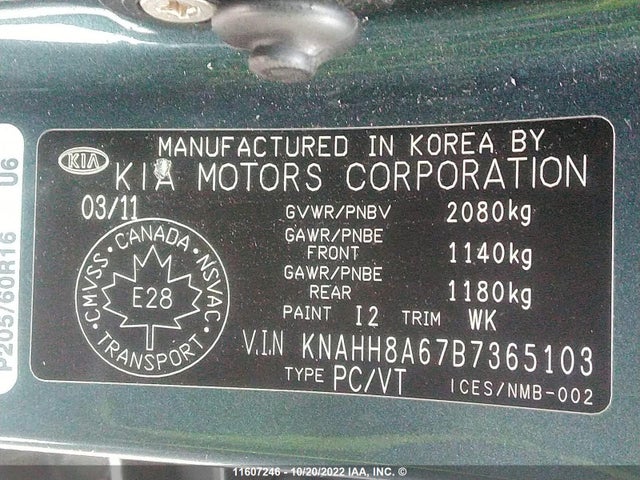 MANUFACTURED IN KOREA BY
KIA KIA MOTORS CORPORATION
03/11
GVWR/PNBV 2080kg
GAWR/PNBE FRONT 1140kg
GAWR/PNBE REAR 1180kg
PAINT I2 TRIM WK
V.I.N KNAHH8A67B7365103
TYPE PC/VT ICES/NMB-002
CMVSS • CANADA • NSVAC • TRANSPORT •
E28
P205/60R16 U6
11607246 - 10/20/2022 IAA, INC. ©